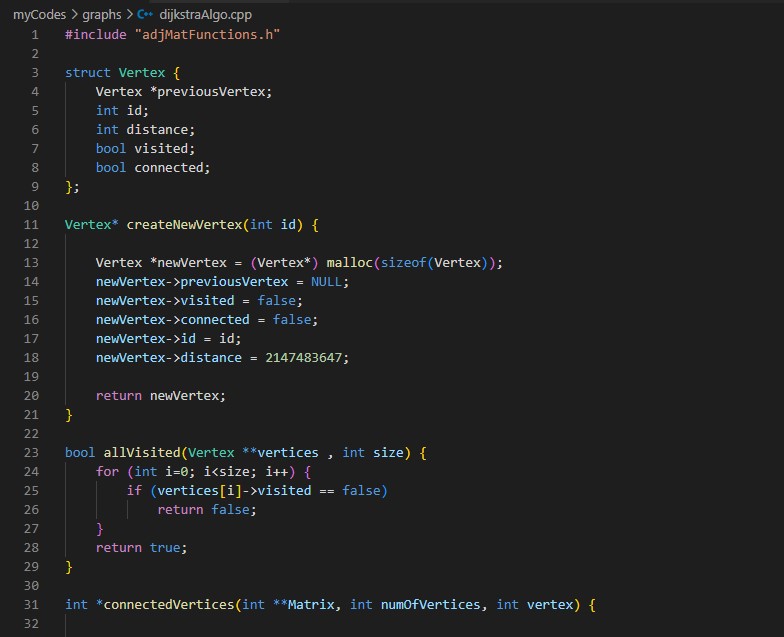 myCodes > graphs > C++ dijkstraAlgo.cpp
1 #include "adjMatFunctions.h"
2
3 struct Vertex {
4     Vertex *previousVertex;
5     int id;
6     int distance;
7     bool visited;
8     bool connected;
9 };
10
11 Vertex* createNewVertex(int id) {
12
13     Vertex *newVertex = (Vertex*) malloc(sizeof(Vertex));
14     newVertex->previousVertex = NULL;
15     newVertex->visited = false;
16     newVertex->connected = false;
17     newVertex->id = id;
18     newVertex->distance = 2147483647;
19
20     return newVertex;
21 }
22
23 bool allVisited(Vertex **vertices , int size) {
24     for (int i=0; i<size; i++) {
25         if (vertices[i]->visited == false)
26             return false;
27     }
28     return true;
29 }
30
31 int *connectedVertices(int **Matrix, int numOfVertices, int vertex) {
32